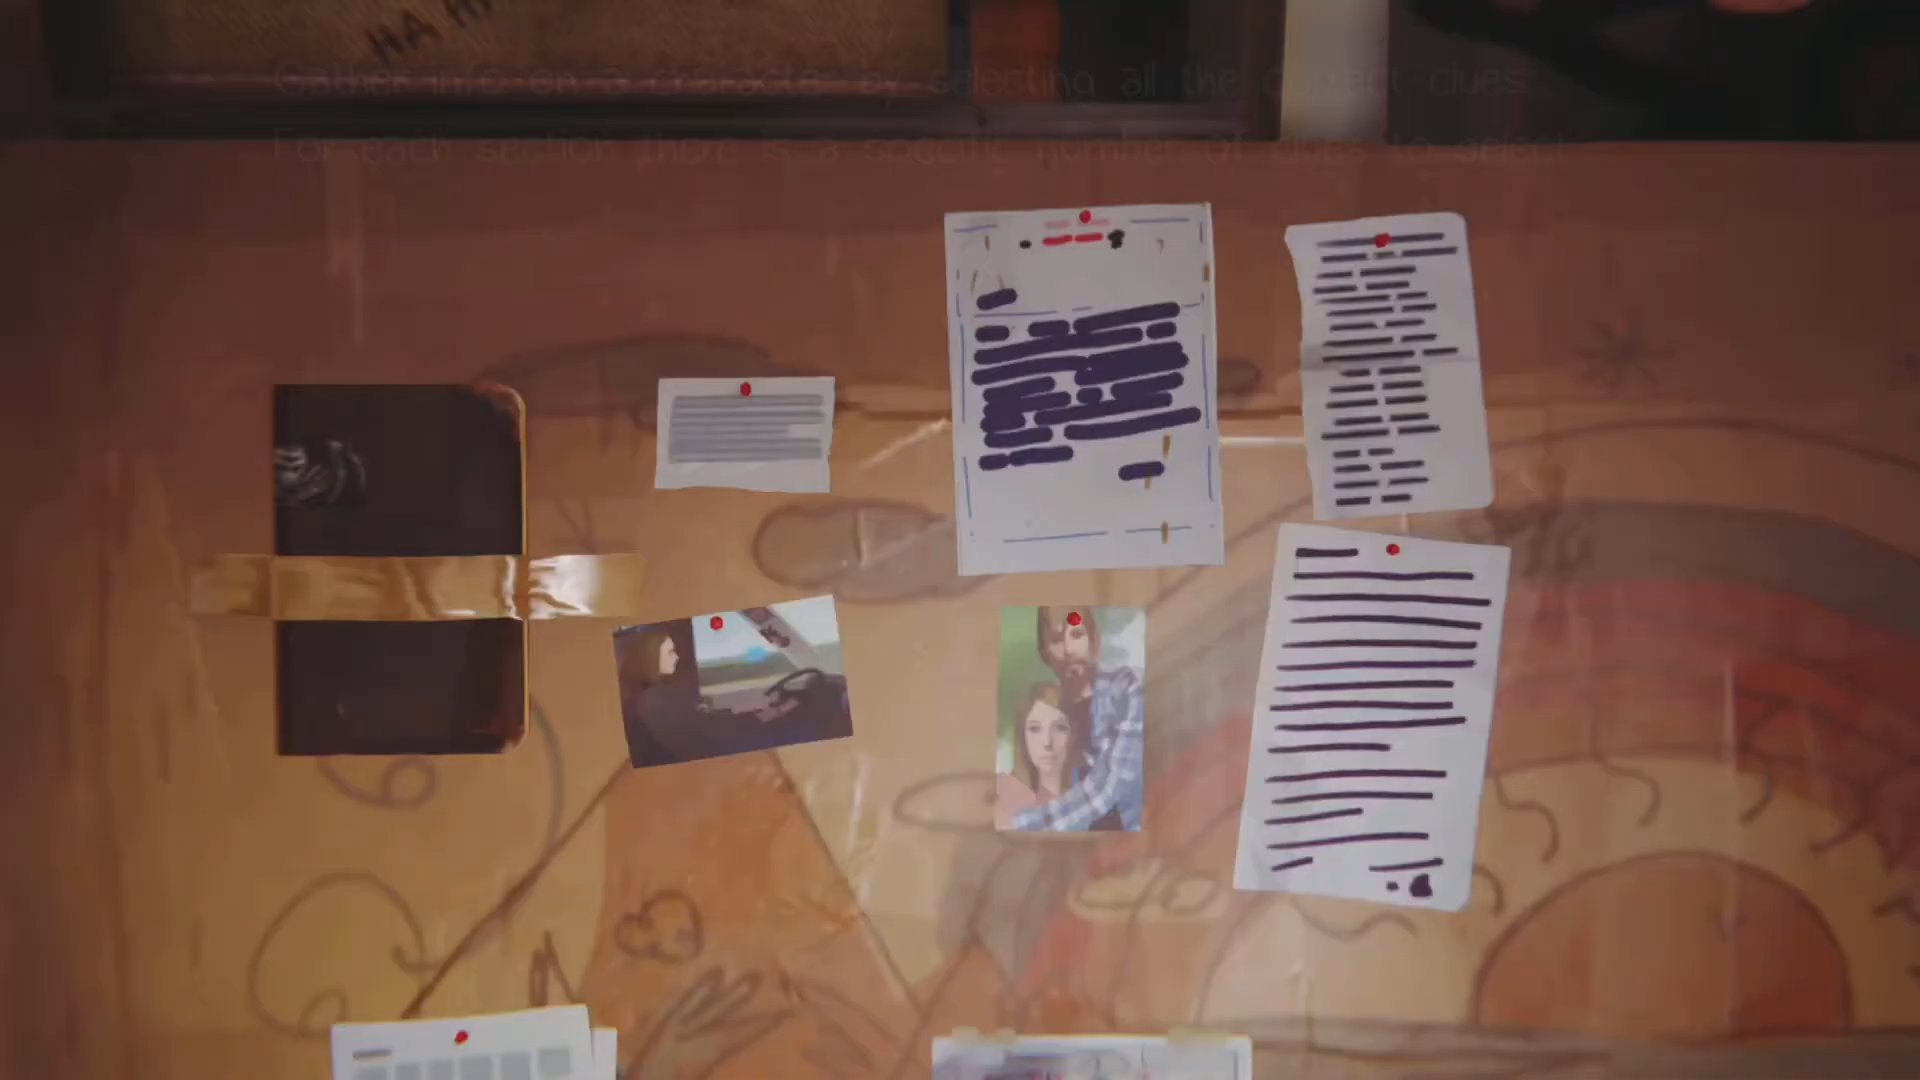 HA
Gather info on a character by selecting all the correct clues.
For each section there is a specific number of clues to select